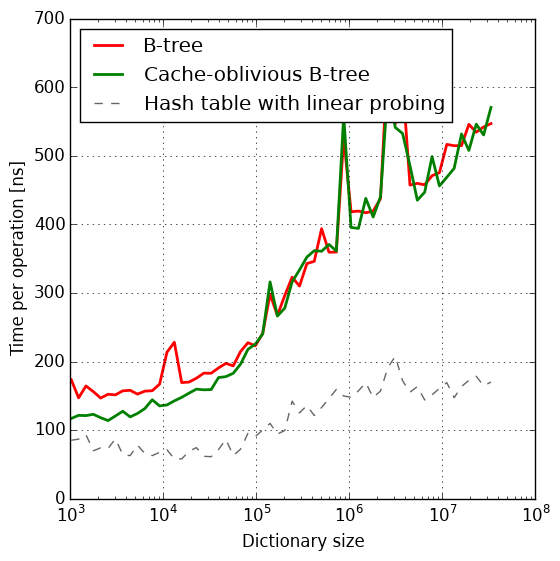 700
600
500
400
300
200
100
0
Time per operation [ns]
B-tree
Cache-oblivious B-tree
Hash table with linear probing
10³ 10⁴ 10⁵ 10⁶ 10⁷ 10⁸
Dictionary size